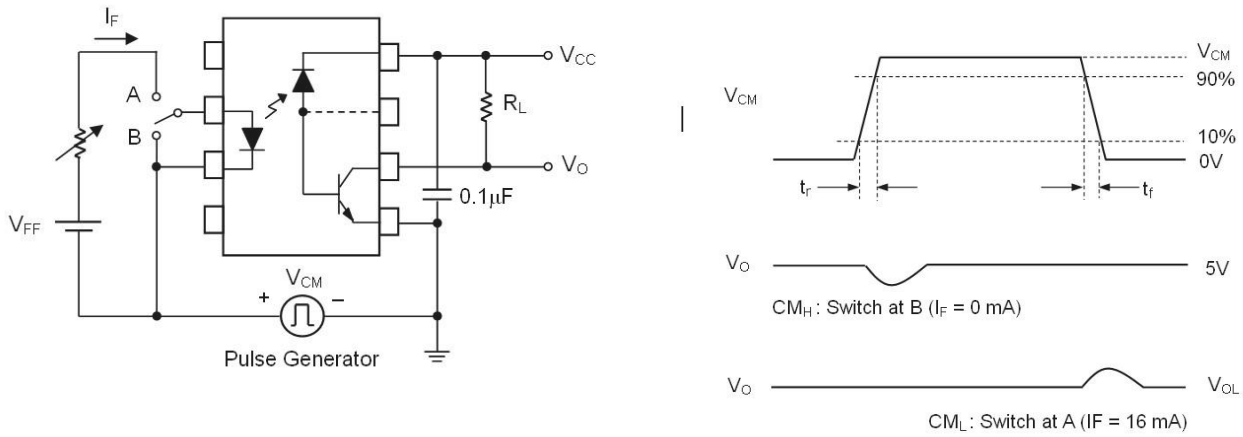 I_F
A
B
V_FF
V_CC
R_L
V_O
0.1μF
V_CM
+ −
Pulse Generator
V_CM
V_CM
90%
10%
0V
t_r
t_f
V_O
5V
CM_H : Switch at B (I_F = 0 mA)
V_O
V_OL
CM_L : Switch at A (IF = 16 mA)